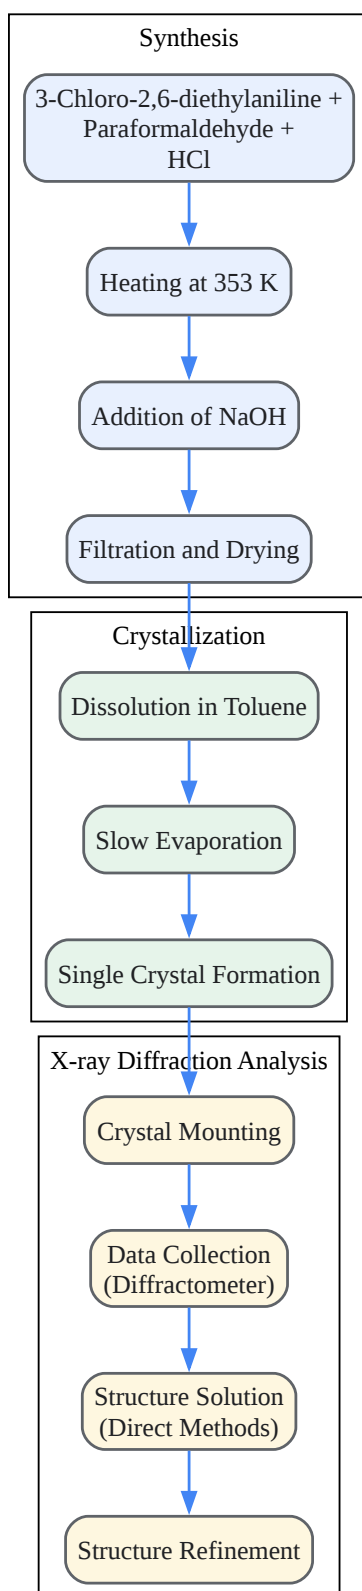 Synthesis
3-Chloro-2,6-diethylaniline +
Paraformaldehyde +
HCl
Heating at 353 K
Addition of NaOH
Filtration and Drying
Crystallization
Dissolution in Toluene
Slow Evaporation
Single Crystal Formation
X-ray Diffraction Analysis
Crystal Mounting
Data Collection
(Diffractometer)
Structure Solution
(Direct Methods)
Structure Refinement